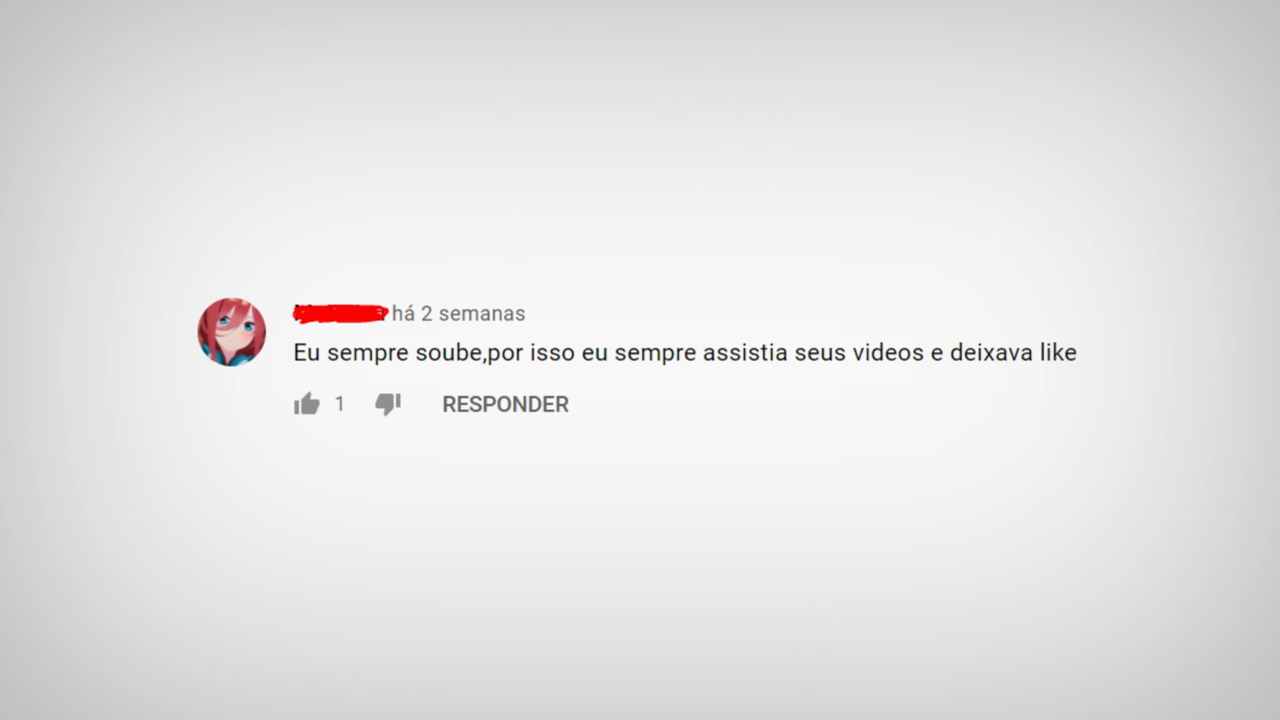 há 2 semanas
Eu sempre soube,por isso eu sempre assistia seus videos e deixava like
1 RESPONDER